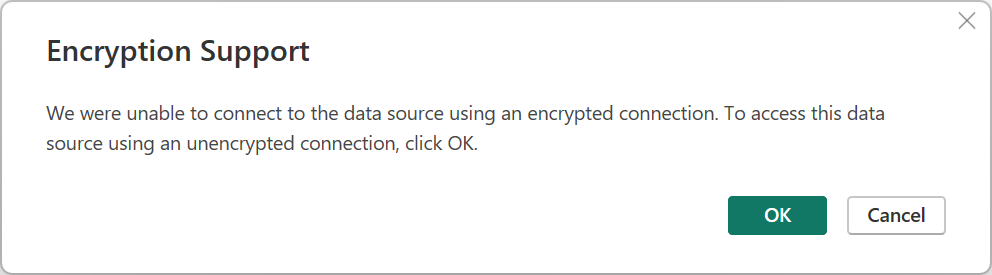 Encryption Support
We were unable to connect to the data source using an encrypted connection. To access this data
source using an unencrypted connection, click OK.
OK Cancel